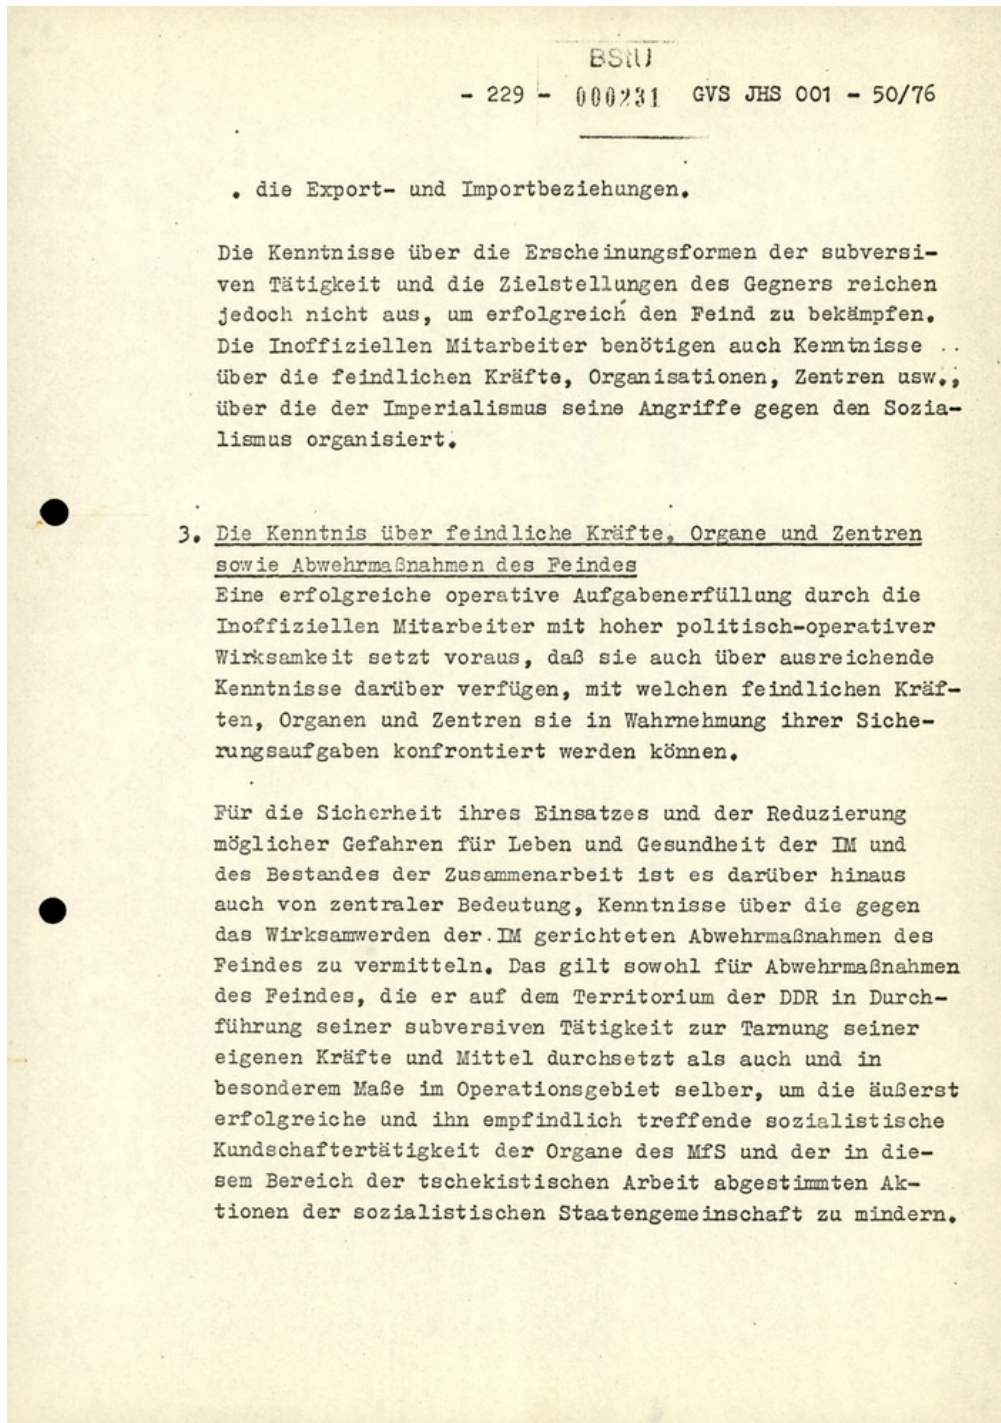 BStU
- 229 - 000231 GVS JHS 001 - 50/76
. die Export- und Importbeziehungen.
Die Kenntnisse über die Erscheinungsformen der subversi-
ven Tätigkeit und die Zielstellungen des Gegners reichen
jedoch nicht aus, um erfolgreich den Feind zu bekämpfen.
Die Inoffiziellen Mitarbeiter benötigen auch Kenntnisse
über die feindlichen Kräfte, Organisationen, Zentren usw.,
über die der Imperialismus seine Angriffe gegen den Sozia-
lismus organisiert.
3. Die Kenntnis über feindliche Kräfte, Organe und Zentren
sowie Abwehrmaßnahmen des Feindes
Eine erfolgreiche operative Aufgabenerfüllung durch die
Inoffiziellen Mitarbeiter mit hoher politisch-operativer
Wirksamkeit setzt voraus, daß sie auch über ausreichende
Kenntnisse darüber verfügen, mit welchen feindlichen Kräf-
ten, Organen und Zentren sie in Wahrnehmung ihrer Siche-
rungsaufgaben konfrontiert werden können.
Für die Sicherheit ihres Einsatzes und der Reduzierung
möglicher Gefahren für Leben und Gesundheit der IM und
des Bestandes der Zusammenarbeit ist es darüber hinaus
auch von zentraler Bedeutung, Kenntnisse über die gegen
das Wirksamwerden der IM gerichteten Abwehrmaßnahmen des
Feindes zu vermitteln. Das gilt sowohl für Abwehrmaßnahmen
des Feindes, die er auf dem Territorium der DDR in Durch-
führung seiner subversiven Tätigkeit zur Tarnung seiner
eigenen Kräfte und Mittel durchsetzt als auch und in
besonderem Maße im Operationsgebiet selber, um die äußerst
erfolgreiche und ihn empfindlich treffende sozialistische
Kundschaftertätigkeit der Organe des MfS und der in die-
sem Bereich der tschekistischen Arbeit abgestimmten Ak-
tionen der sozialistischen Staatengemeinschaft zu mindern.